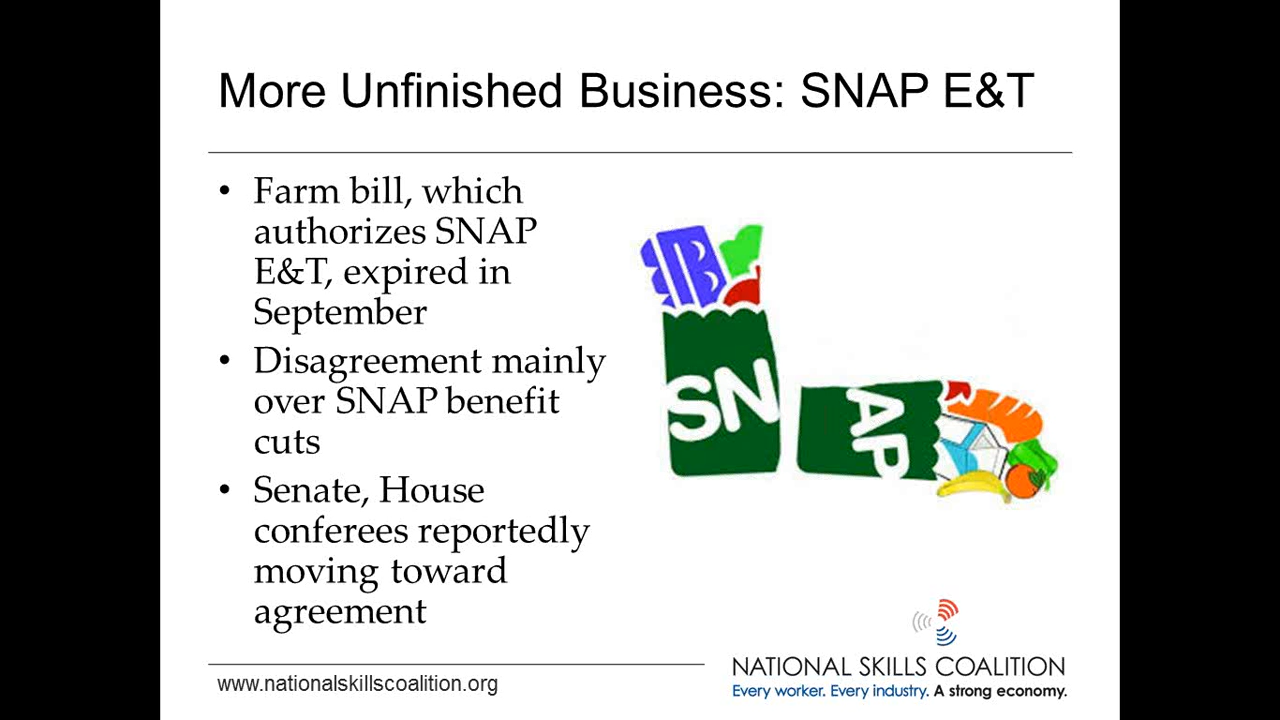 More Unfinished Business: SNAP E&T
• Farm bill, which
authorizes SNAP
E&T, expired in
September
• Disagreement mainly
over SNAP benefit
cuts
• Senate, House
conferees reportedly
moving toward
agreement
SN
AP
www.nationalskillscoalition.org
NATIONAL SKILLS COALITION
Every worker. Every industry. A strong economy.